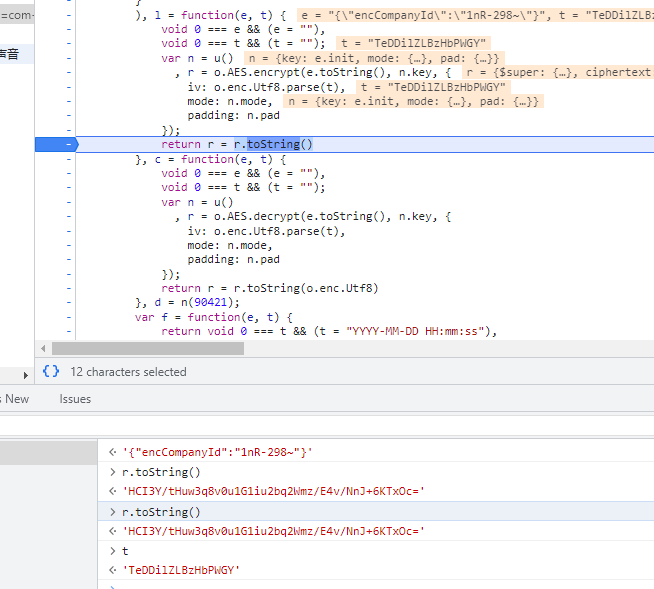 =com-
声音
}
), l = function(e, t) { e = "{\"encCompanyId\":\"1nR-298~\"}", t = "TeDDilZLBz
void 0 === e && (e = ""),
void 0 === t && (t = ""); t = "TeDDilZLBzHbPWGY"
var n = u() n = {key: e.init, mode: {…}, pad: {…}}
, r = o.AES.encrypt(e.toString(), n.key, { r = {$super: {…}, ciphertext
iv: o.enc.Utf8.parse(t), t = "TeDDilZLBzHbPWGY"
mode: n.mode, n = {key: e.init, mode: {…}, pad: {…}}
padding: n.pad
});
return r = r.toString()
}, c = function(e, t) {
void 0 === e && (e = ""),
void 0 === t && (t = "");
var n = u()
, r = o.AES.decrypt(e.toString(), n.key, {
iv: o.enc.Utf8.parse(t),
mode: n.mode,
padding: n.pad
});
return r = r.toString(o.enc.Utf8)
}, d = n(90421);
var f = function(e, t) {
return void 0 === t && (t = "YYYY-MM-DD HH:mm:ss"),
{} 12 characters selected
s New Issues
'{"encCompanyId":"1nR-298~"}'
r.toString()
'HCI3Y/tHuw3q8v0u1G1iu2bq2Wmz/E4v/NnJ+6KTxOc='
r.toString()
'HCI3Y/tHuw3q8v0u1G1iu2bq2Wmz/E4v/NnJ+6KTxOc='
t
'TeDDilZLBzHbPWGY'